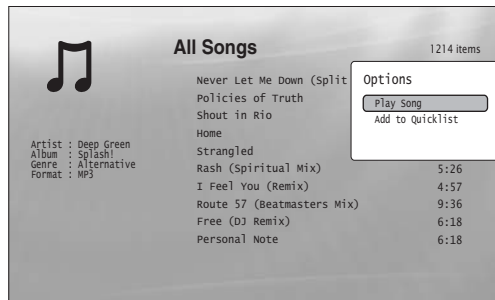 All Songs
1214 items
Never Let Me Down (Split
Policies of Truth
Shout in Rio
Home
Strangled
Rash (Spiritual Mix) 5:26
I Feel You (Remix) 4:57
Route 57 (Beatmasters Mix) 9:36
Free (DJ Remix) 6:18
Personal Note 6:18
Options
Play Song
Add to Quicklist
Artist : Deep Green
Album : Splash!
Genre : Alternative
Format : MP3